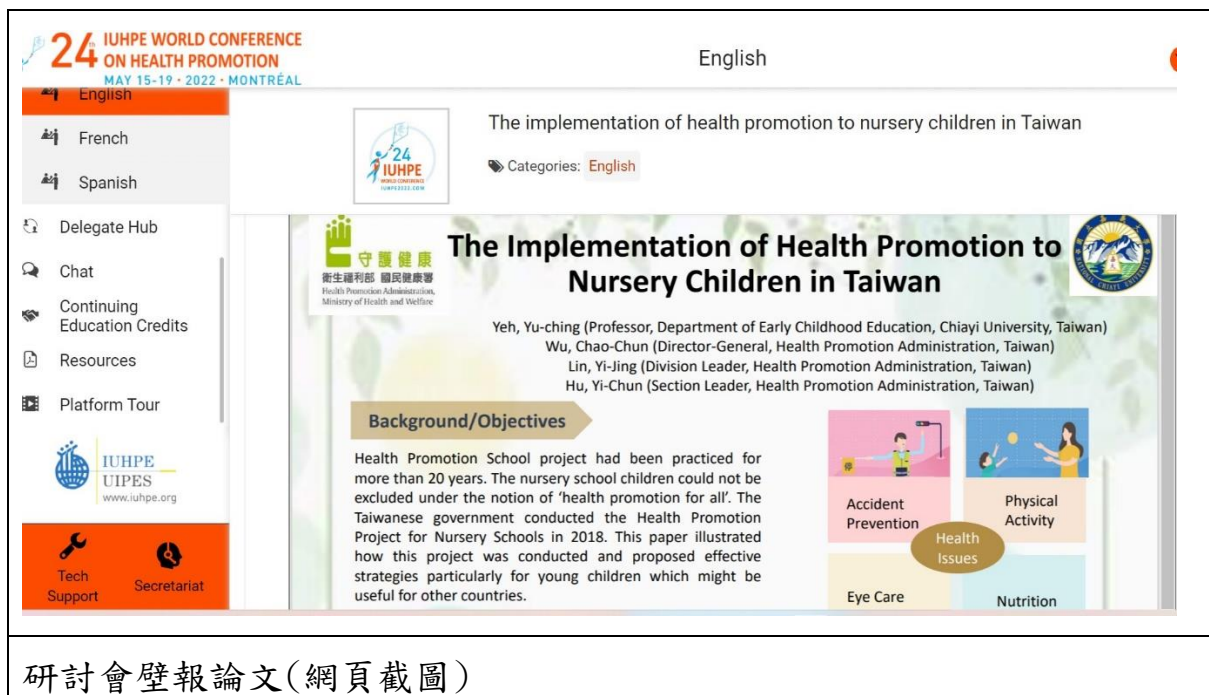 24th IUHPE WORLD CONFERENCE
ON HEALTH PROMOTION
MAY 15-19 · 2022 · MONTRÉAL
English
English
French
Spanish
Delegate Hub
Chat
Continuing
Education Credits
Resources
Platform Tour
IUHPE
UIPES
www.iuhpe.org
Tech
Support
Secretariat
24
IUHPE
WORLD CONFERENCE
IUHPE2022.COM
The implementation of health promotion to nursery children in Taiwan
Categories: English
守護健康
衛生福利部 國民健康署
Health Promotion Administration,
Ministry of Health and Welfare
The Implementation of Health Promotion to
Nursery Children in Taiwan
NATIONAL CHIAYI UNIVERSITY
Yeh, Yu-ching (Professor, Department of Early Childhood Education, Chiayi University, Taiwan)
Wu, Chao-Chun (Director-General, Health Promotion Administration, Taiwan)
Lin, Yi-Jing (Division Leader, Health Promotion Administration, Taiwan)
Hu, Yi-Chun (Section Leader, Health Promotion Administration, Taiwan)
Background/Objectives
Health Promotion School project had been practiced for
more than 20 years. The nursery school children could not be
excluded under the notion of 'health promotion for all'. The
Taiwanese government conducted the Health Promotion
Project for Nursery Schools in 2018. This paper illustrated
how this project was conducted and proposed effective
strategies particularly for young children which might be
useful for other countries.
Accident
Prevention
Physical
Activity
Health
Issues
Eye Care
Nutrition
研討會壁報論文(網頁截圖)